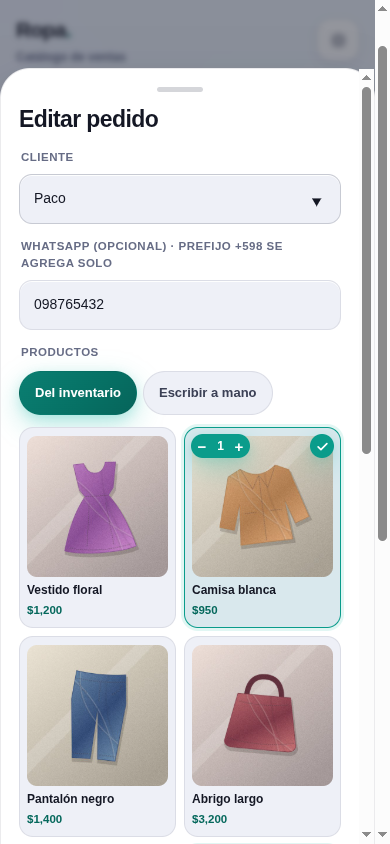 Ropa.
Catálogo de ventas
Editar pedido
CLIENTE
Paco
WHATSAPP (OPCIONAL) · PREFIJO +598 SE
AGREGA SOLO
098765432
PRODUCTOS
Del inventario
Escribir a mano
− 1 +
Vestido floral
$1,200
Camisa blanca
$950
Pantalón negro
$1,400
Abrigo largo
$3,200